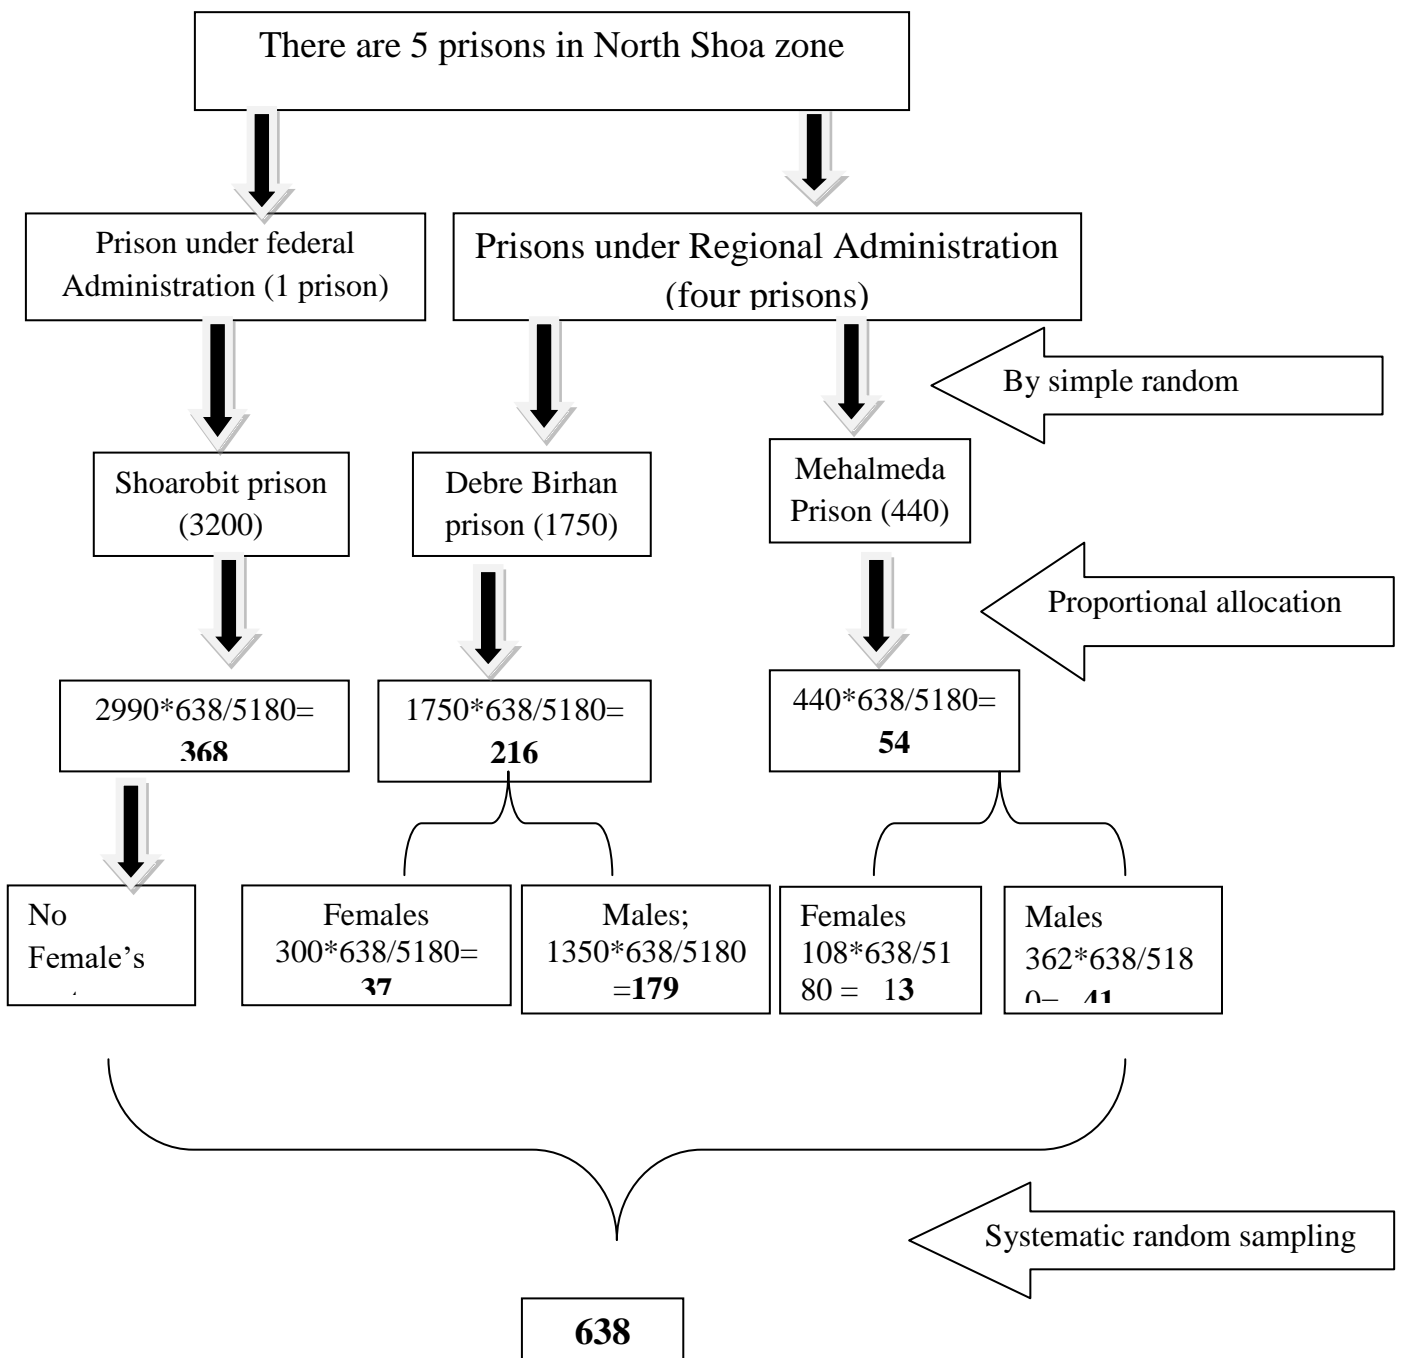 There are 5 prisons in North Shoa zone
Prison under federal
Administration (1 prison)
Prisons under Regional Administration
(four prisons)
By simple random
Shoarobit prison
(3200)
Debre Birhan
prison (1750)
Mehalmeda
Prison (440)
Proportional allocation
2990*638/5180=
368
1750*638/5180=
216
440*638/5180=
54
No
Female's
Females
300*638/5180=
37
Males;
1350*638/5180
=179
Females
108*638/51
80 = 13
Males
362*638/518
0= 41
Systematic random sampling
638